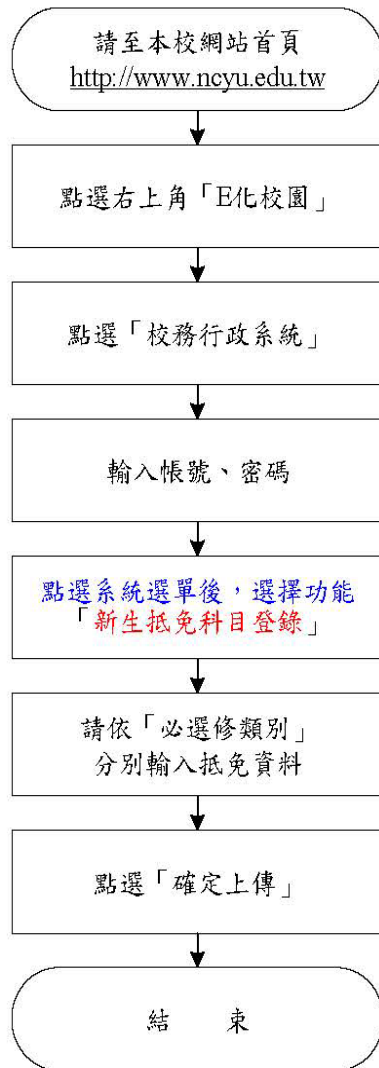 請至本校網站首頁
http://www.ncyu.edu.tw
點選右上角「E化校園」
點選「校務行政系統」
輸入帳號、密碼
點選系統選單後，選擇功能
「新生抵免科目登錄」
請依「必選修類別」
分別輸入抵免資料
點選「確定上傳」
結　　束